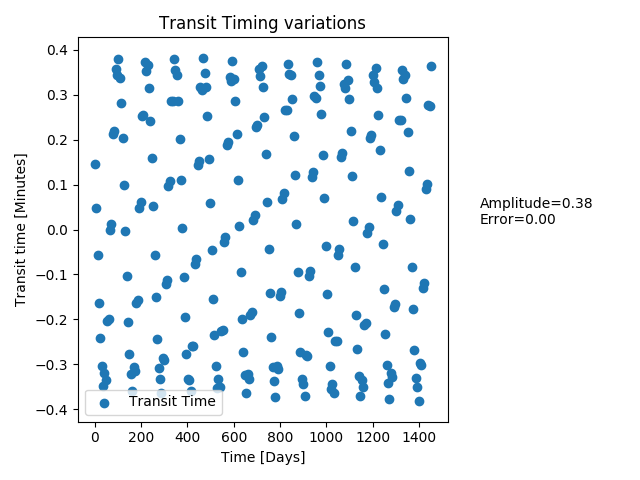 Transit Timing variations
0.4
0.3
0.2
0.1
0.0
−0.1
−0.2
−0.3
−0.4
Transit time [Minutes]
Amplitude=0.38
Error=0.00
Transit Time
0 200 400 600 800 1000 1200 1400
Time [Days]